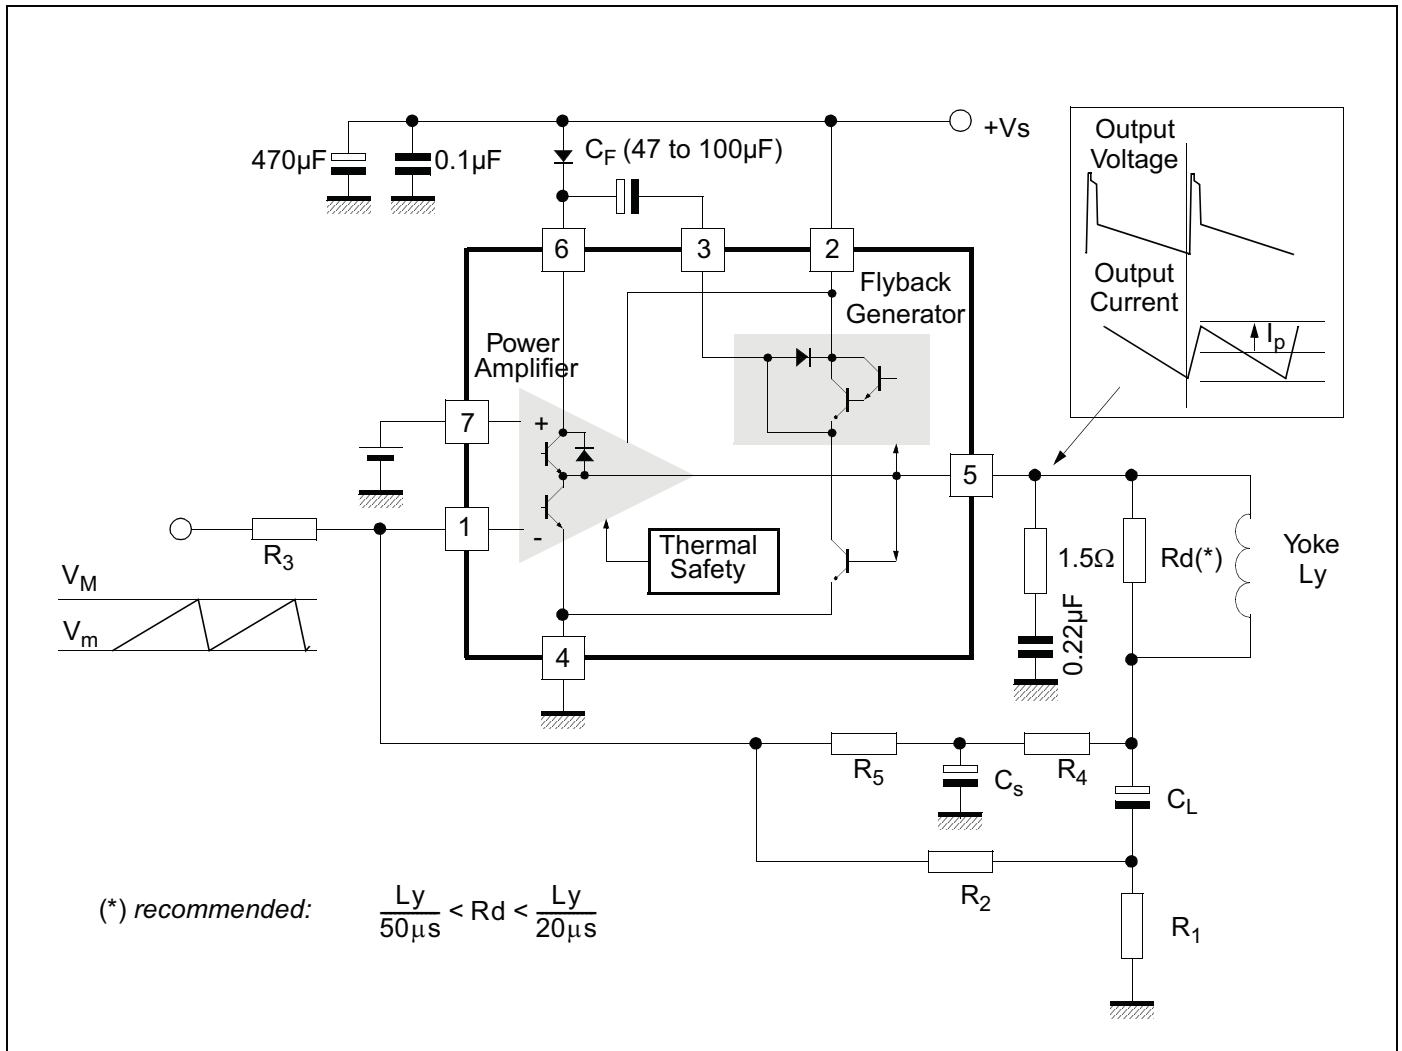 +Vs
470µF
0.1µF
C_F (47 to 100µF)
Output
Voltage
6
3
2
Output
Current
I_p
Flyback
Generator
Power
Amplifier
7
+
5
1
-
Thermal
Safety
R_3
V_M
V_m
1.5Ω
Rd(*)
Yoke
Ly
0.22µF
4
R_5
C_s
R_4
C_L
R_2
R_1
(*) recommended: Ly/50µs < Rd < Ly/20µs